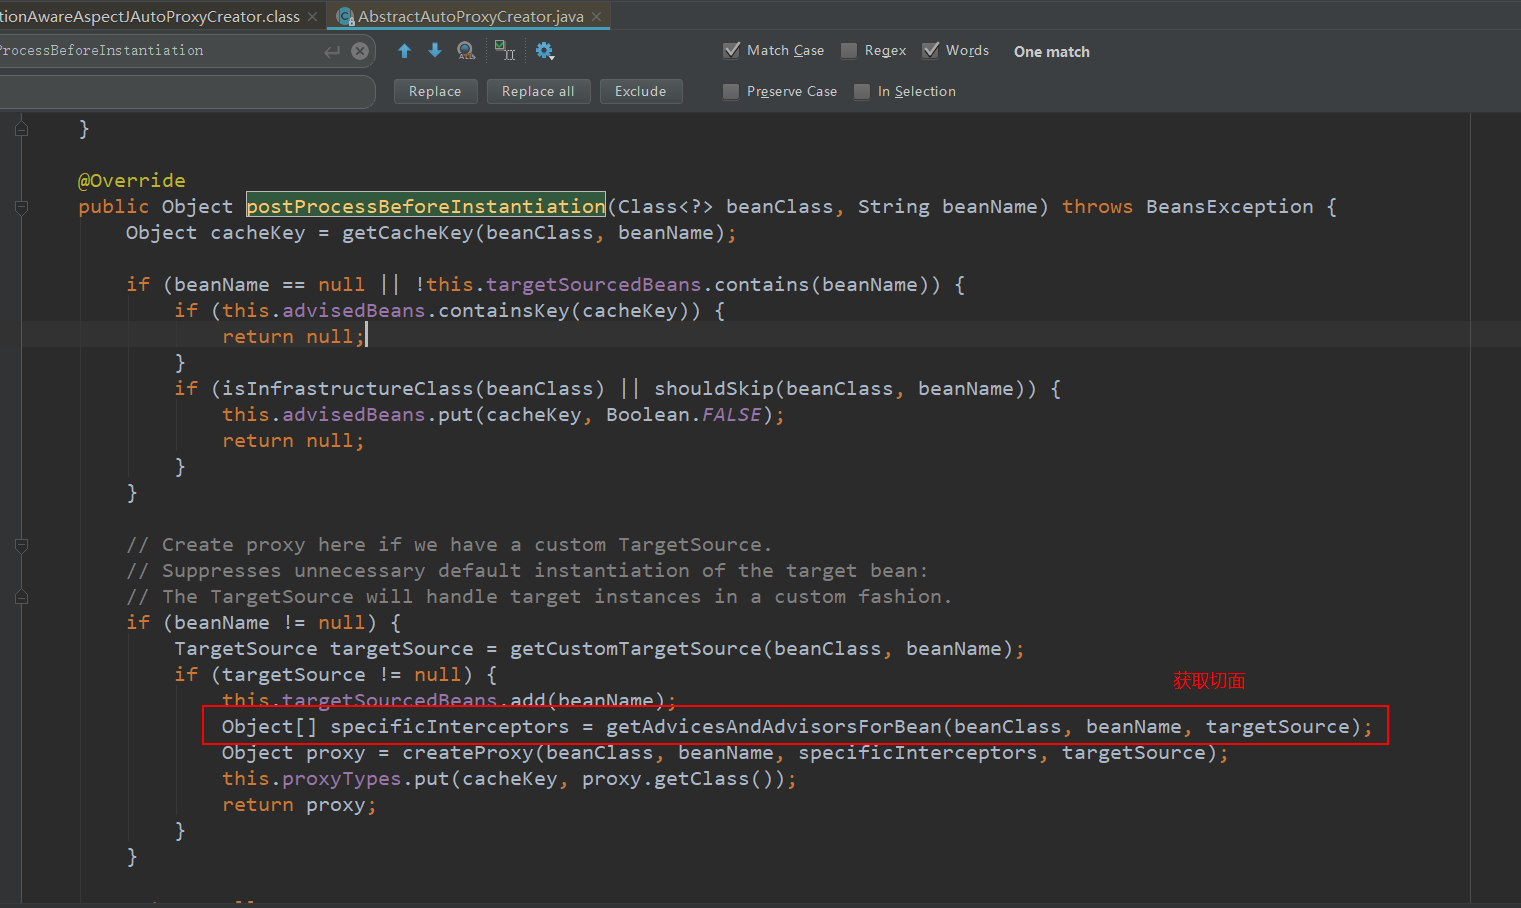 tionAwareAspectJAutoProxyCreator.class AbstractAutoProxyCreator.java
ProcessBeforeInstantiation Match Case Regex Words One match
Replace Replace all Exclude Preserve Case In Selection
}
@Override
public Object postProcessBeforeInstantiation(Class<?> beanClass, String beanName) throws BeansException {
Object cacheKey = getCacheKey(beanClass, beanName);
if (beanName == null || !this.targetSourcedBeans.contains(beanName)) {
if (this.advisedBeans.containsKey(cacheKey)) {
return null;
}
if (isInfrastructureClass(beanClass) || shouldSkip(beanClass, beanName)) {
this.advisedBeans.put(cacheKey, Boolean.FALSE);
return null;
}
}
// Create proxy here if we have a custom TargetSource.
// Suppresses unnecessary default instantiation of the target bean:
// The TargetSource will handle target instances in a custom fashion.
if (beanName != null) {
TargetSource targetSource = getCustomTargetSource(beanClass, beanName);
if (targetSource != null) {
获取切面
this.targetSourcedBeans.add(beanName);
Object[] specificInterceptors = getAdvicesAndAdvisorsForBean(beanClass, beanName, targetSource);
Object proxy = createProxy(beanClass, beanName, specificInterceptors, targetSource);
this.proxyTypes.put(cacheKey, proxy.getClass());
return proxy;
}
}